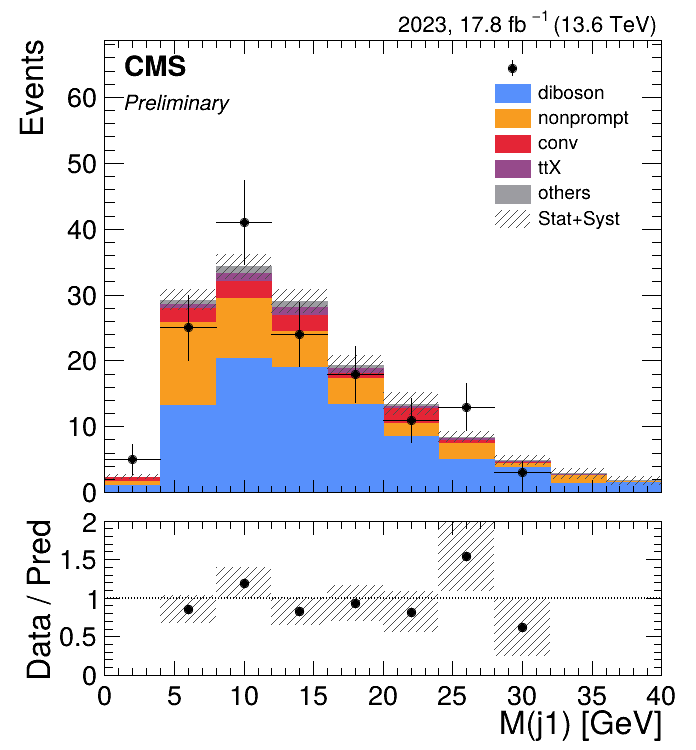 2023, 17.8 fb⁻¹ (13.6 TeV)
CMS
Preliminary
diboson
nonprompt
conv
ttX
others
Stat+Syst
Events
60
50
40
30
20
10
0
Data / Pred
2
1.5
1
0.5
0
0 5 10 15 20 25 30 35 40
M(j1) [GeV]